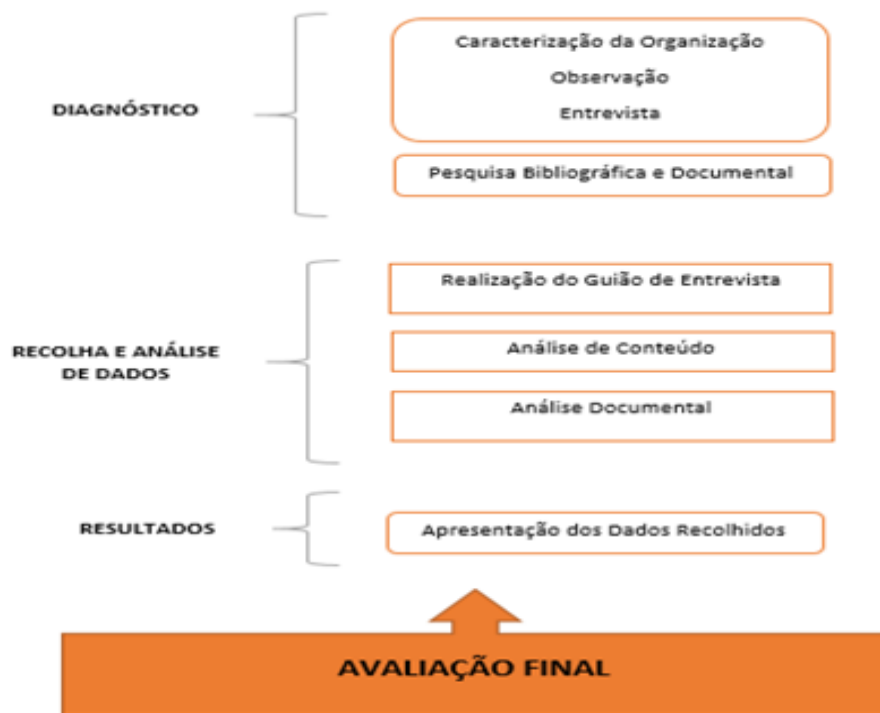 DIAGNÓSTICO
Caracterização da Organização
Observação
Entrevista
Pesquisa Bibliográfica e Documental
RECOLHA E ANÁLISE
DE DADOS
Realização do Guião de Entrevista
Análise de Conteúdo
Análise Documental
RESULTADOS
Apresentação dos Dados Recolhidos
AVALIAÇÃO FINAL